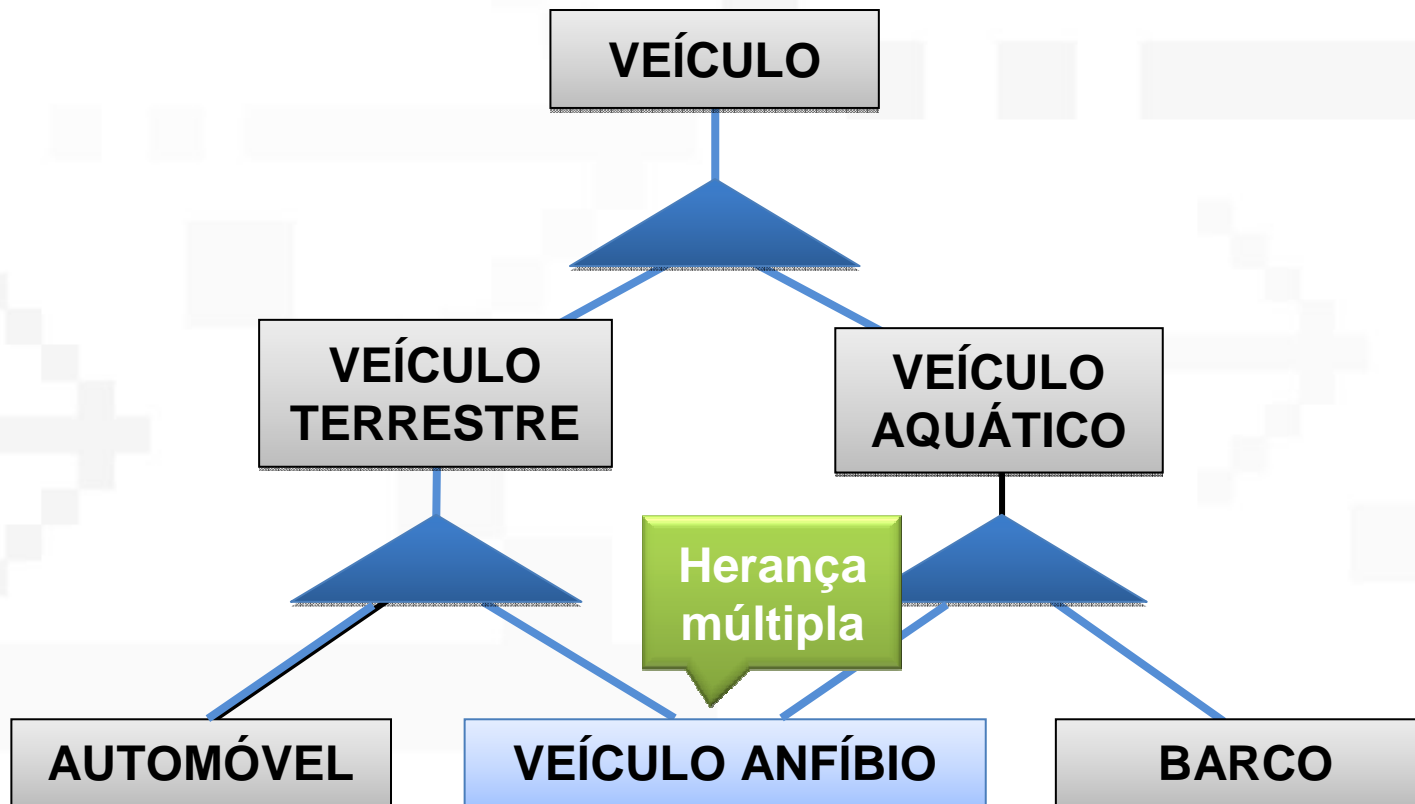 VEÍCULO
VEÍCULO
TERRESTRE
VEÍCULO
AQUÁTICO
Herança
múltipla
AUTOMÓVEL
VEÍCULO ANFÍBIO
BARCO